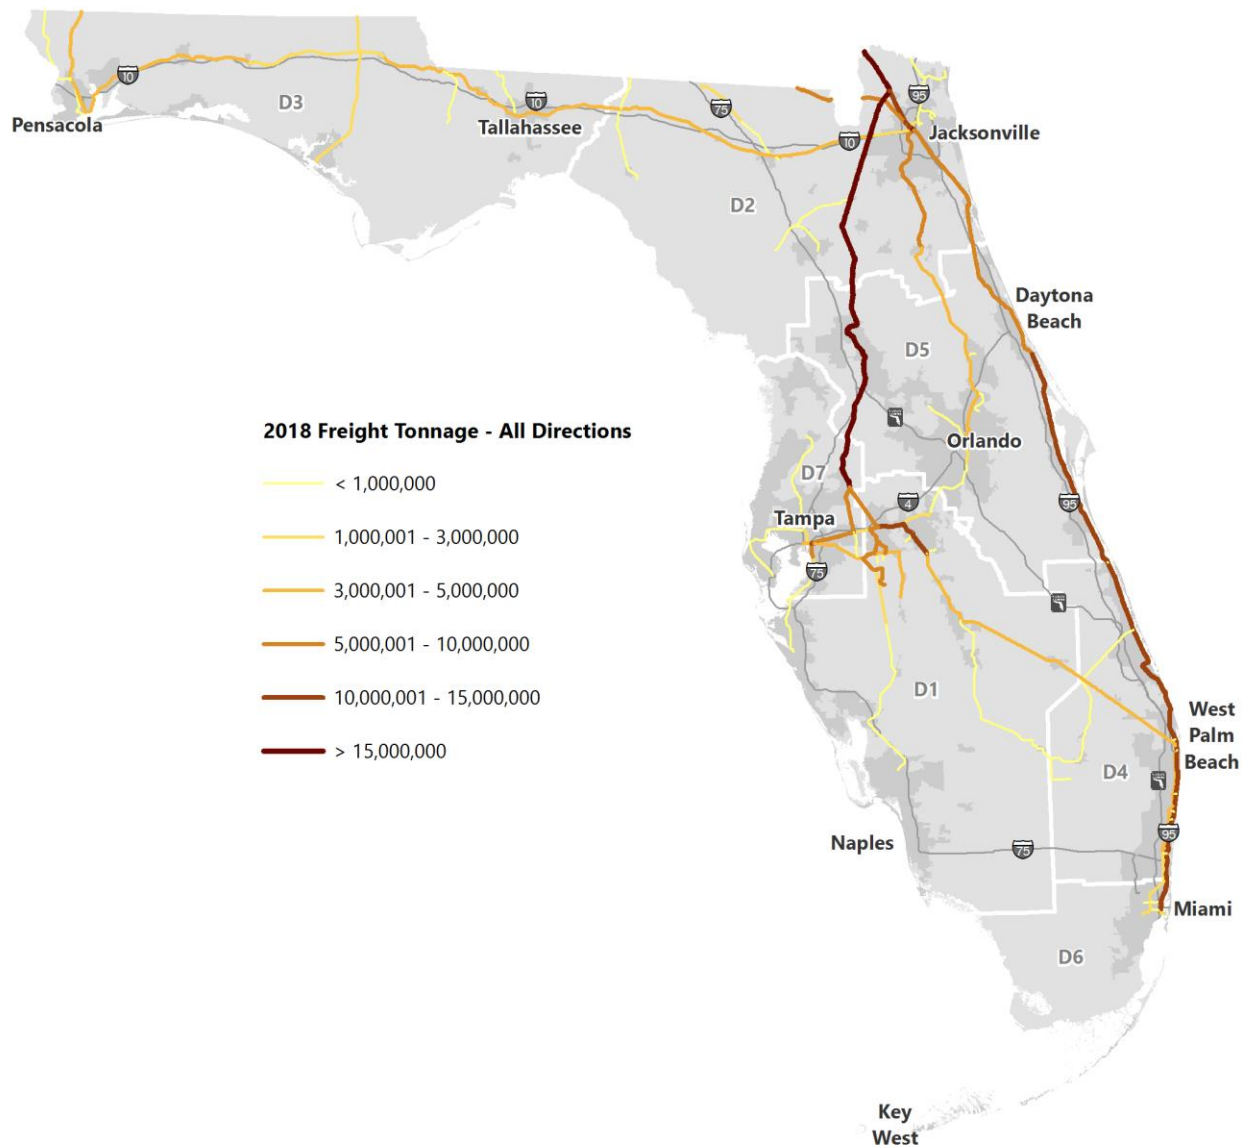 10
D3
Pensacola
10
Tallahassee
75
95
10
Jacksonville
D2
Daytona
Beach
D5
2018 Freight Tonnage - All Directions
Orlando
< 1,000,000
D7
4
95
Tampa
1,000,001 - 3,000,000
75
3,000,001 - 5,000,000
5,000,001 - 10,000,000
D1
10,000,001 - 15,000,000
West
Palm
Beach
> 15,000,000
D4
95
Naples
75
Miami
D6
Key
West